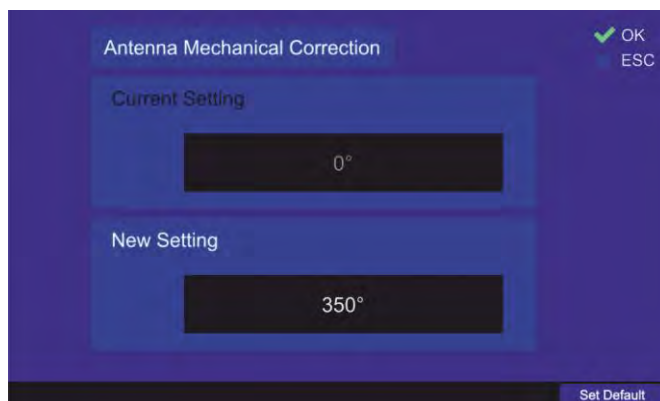 Antenna Mechanical Correction
OK
ESC
Current Setting
0°
New Setting
350°
Set Default